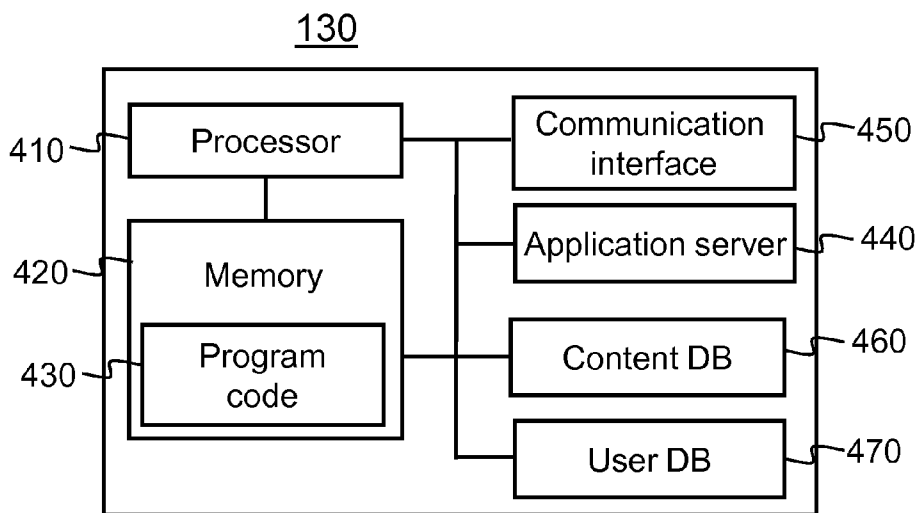 130
Processor
410
Communication
interface
450
Application server
440
Memory
420
Program
code
430
Content DB
460
User DB
470